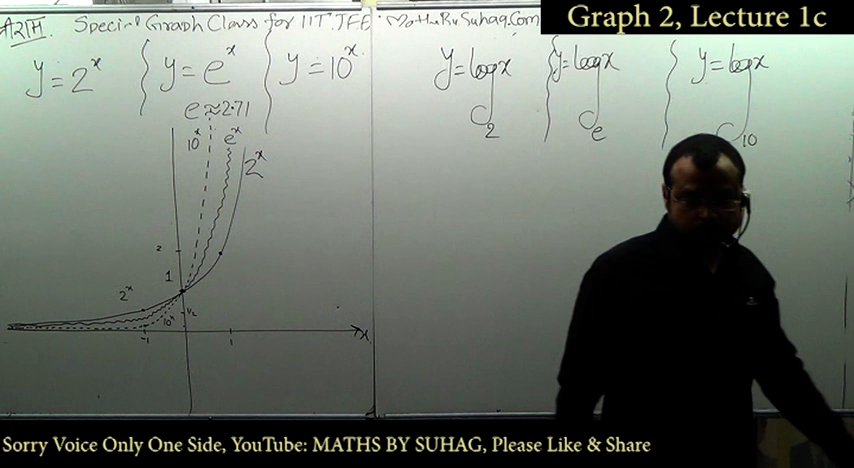 Graph 2, Lecture 1c
Special Graph Class for IIT JEE. MathsBySuhag.Com
y = 2^x
y = e^x
y = 10^x
e ≈ 2.71
y = log_2 x
y = log_e x
y = log_10 x
10^x
e^x
2^x
2
1
2^x
1/2
10^x
-1
1
x
Sorry Voice Only One Side, YouTube: MATHS BY SUHAG, Please Like & Share